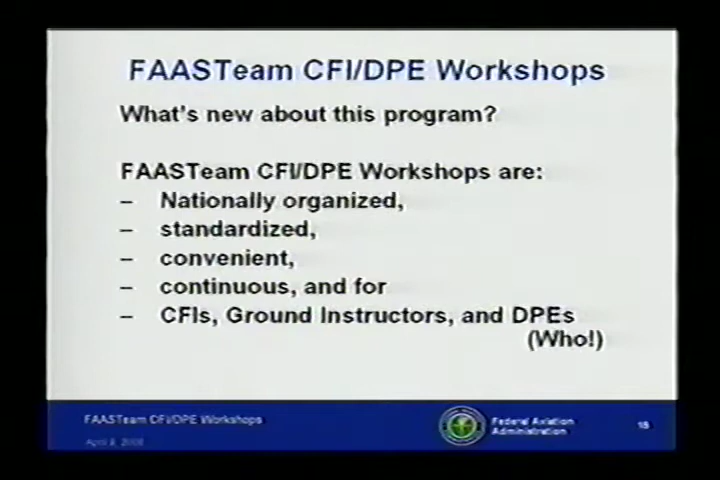 FAASTeam CFI/DPE Workshops
What's new about this program?
FAASTeam CFI/DPE Workshops are:
– Nationally organized,
– standardized,
– convenient,
– continuous, and for
– CFIs, Ground Instructors, and DPEs
(Who!)
FAASTeam CFI/DPE Workshops
Federal Aviation
Administration